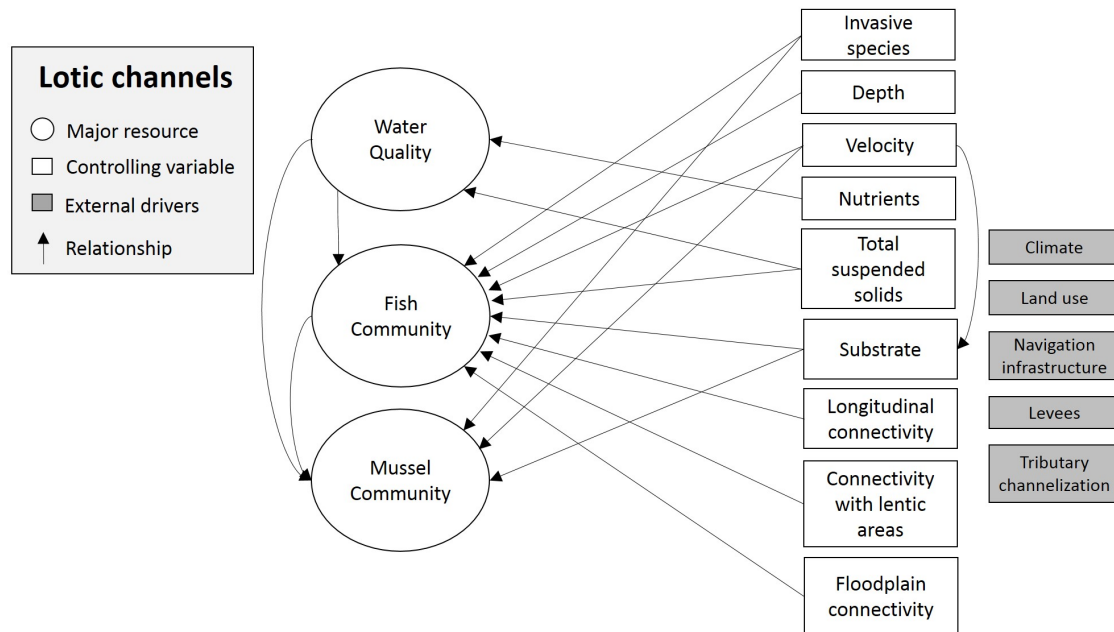 Lotic channels
Major resource
Controlling variable
External drivers
Relationship
Water
Quality
Fish
Community
Mussel
Community
Invasive
species
Depth
Velocity
Nutrients
Total
suspended
solids
Substrate
Longitudinal
connectivity
Connectivity
with lentic
areas
Floodplain
connectivity
Climate
Land use
Navigation
infrastructure
Levees
Tributary
channelization